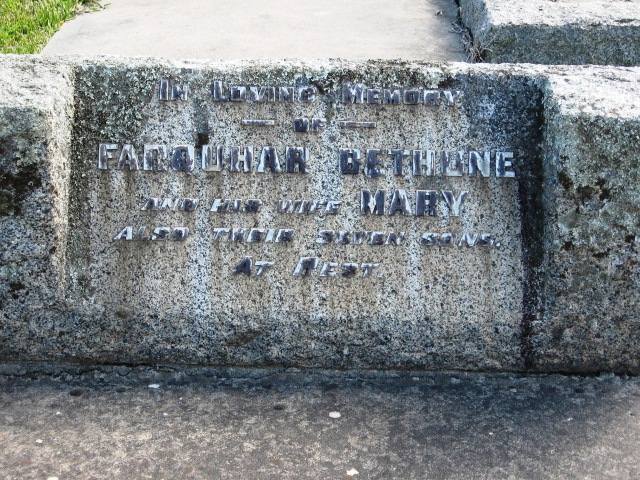 In Loving Memory
— OF —
FARQUHAR BETHUNE.
AND HIS WIFE MARY
ALSO THEIR SEVEN SONS.
AT REST.